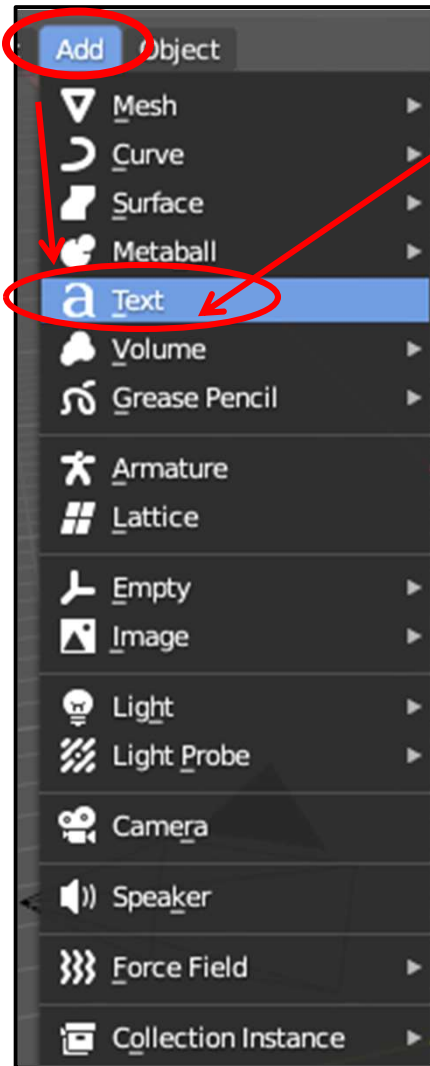 Add Object
Mesh
Curve
Surface
Metaball
Text
Volume
Grease Pencil
Armature
Lattice
Empty
Image
Light
Light Probe
Camera
Speaker
Force Field
Collection Instance